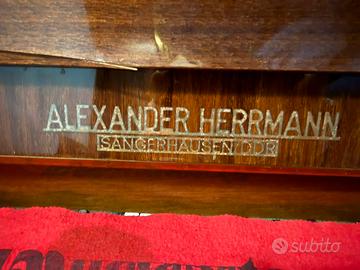 ALEXANDER HERRMANN
SANGERHAUSEN DDR
subito